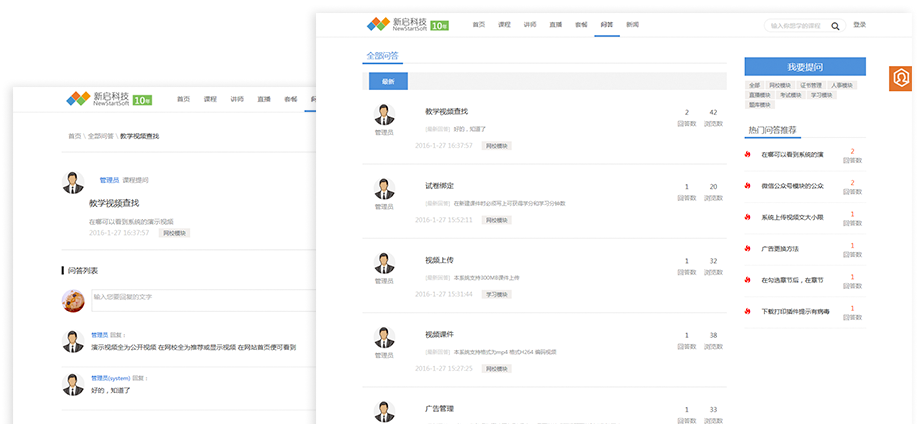 新启科技
NewStartSoft
10年
首页 课程 讲师 直播 套餐
首页 \ 全部问答 \ 教学视频查找
管理员 课程提问
教学视频查找
在哪可以看到系统的演示视频
2016-1-27 16:37:57 网校模块
问答列表
输入您要回复的文字
管理员 回复:
演示视频全为公开视频 在网校全为推荐或显示视频 在网站首页便可看到
管理员(system) 回复:
好的,知道了
新启科技
NewStartSoft
10年
首页 课程 讲师 直播 套餐 问答 新闻
输入你想学的课程
登录
全部问答
最新
教学视频查找
[最新回答] 好的,知道了
2016-1-27 16:37:57 网校模块
管理员
2 42
回答数 浏览数
试卷绑定
[最新回答] 在新建课件时必须写上可获得学分和学习分钟数
2016-1-27 15:52:11 网校模块
管理员
1 20
回答数 浏览数
视频上传
[最新回答] 本系统支持300MB课件上传
2016-1-27 15:31:44 学习模块
管理员
1 32
回答数 浏览数
视频课件
[最新回答] 本系统支持格式为mp4 格式H264 编码视频
2016-1-27 15:27:25 网校模块
管理员
1 38
回答数 浏览数
广告管理
1 33
回答数 浏览数
我要提问
全部 网校模块 证书管理 人事模块
直播模块 考试模块 学习模块
题库模块
热门问答推荐
在哪可以看到系统的演
2
回答数
微信公众号模块的公众
2
回答数
系统上传视频文大小限
1
回答数
广告更换方法
1
回答数
在勾选章节后,在章节
1
回答数
下载打印插件提示有病毒
1
回答数